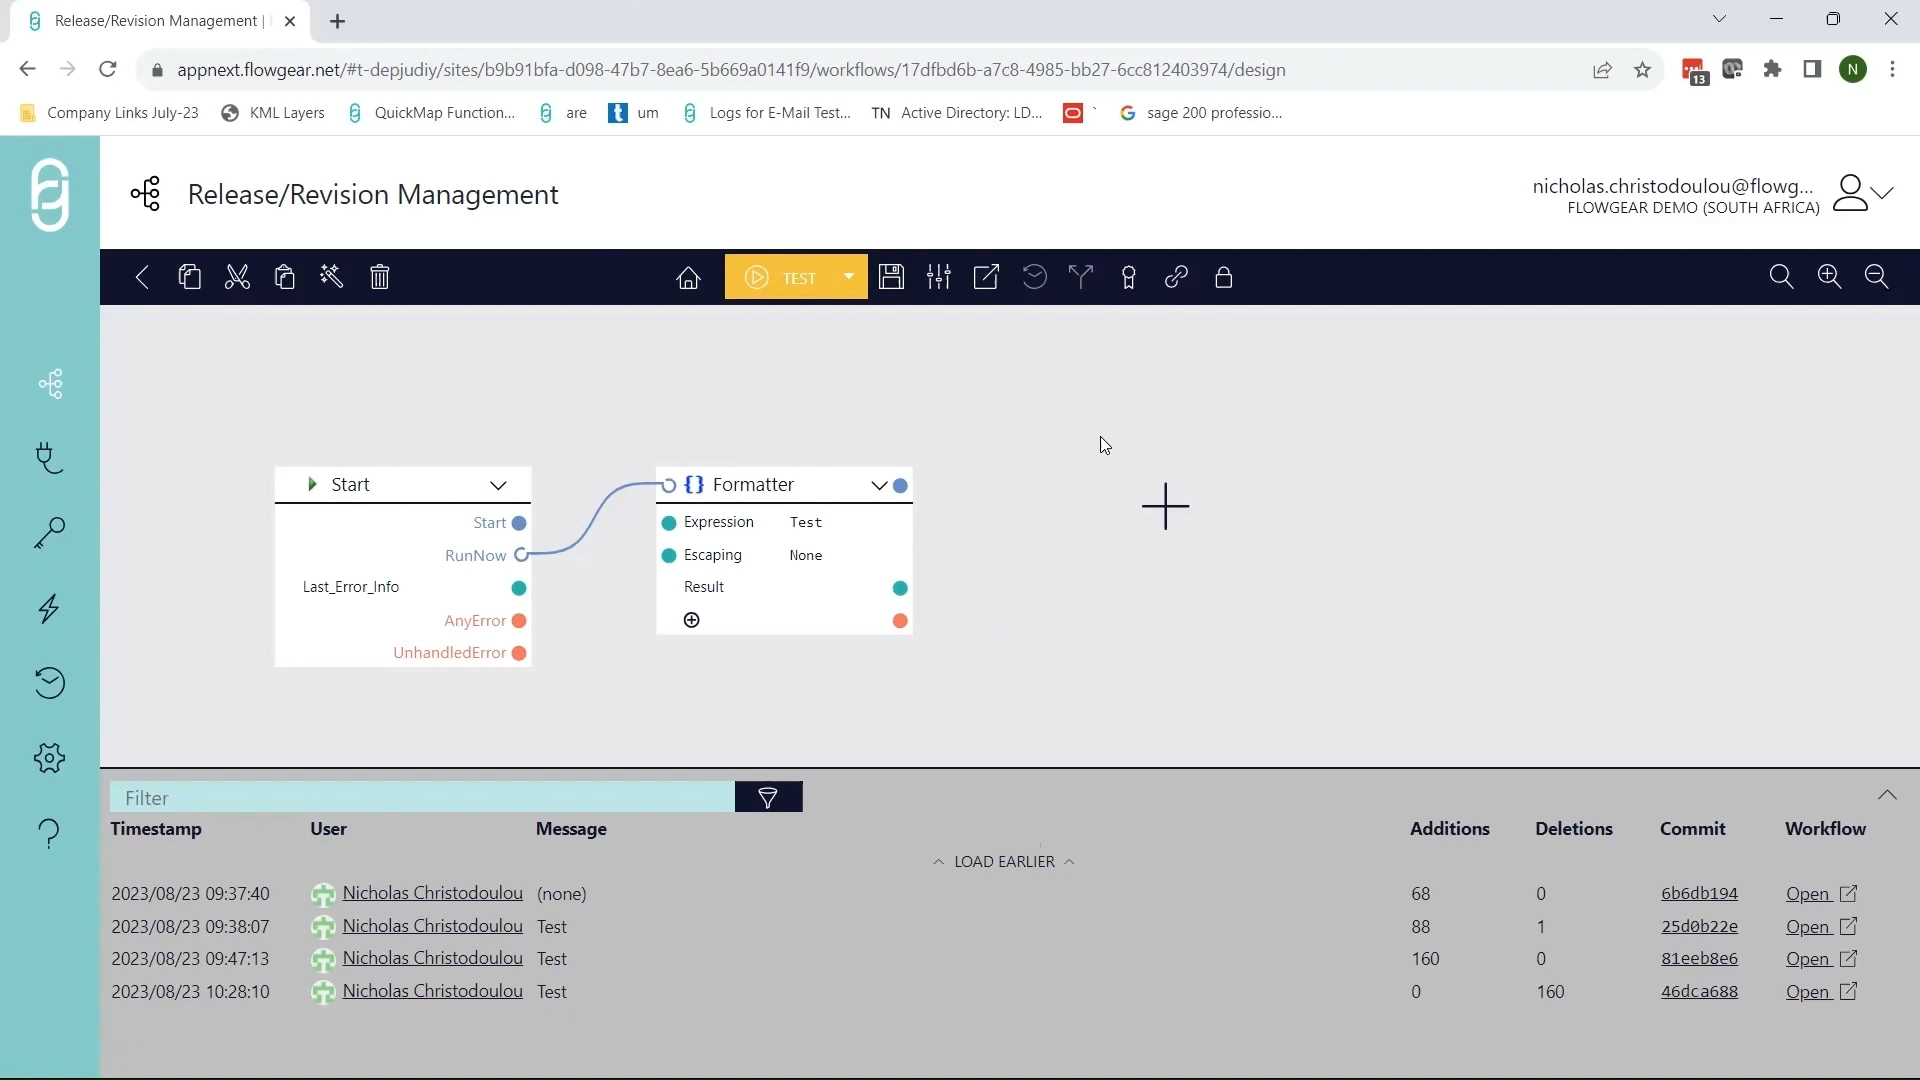 Release/Revision Management | F
appnext.flowgear.net/#t-depjudiy/sites/b9b91bfa-d098-47b7-8ea6-5b669a0141f9/workflows/17dfbd6b-a7c8-4985-bb27-6cc812403974/design
13
N
Company Links July-23
KML Layers
QuickMap Function...
are
um
Logs for E-Mail Test...
TN Active Directory: LD...
`
sage 200 professio...
Release/Revision Management
nicholas.christodoulou@flowg...
FLOWGEAR DEMO (SOUTH AFRICA)
TEST
Start
Start
RunNow
Last_Error_Info
AnyError
UnhandledError
{} Formatter
Expression Test
Escaping None
Result
Filter
Timestamp User Message Additions Deletions Commit Workflow
LOAD EARLIER
2023/08/23 09:37:40 Nicholas Christodoulou (none) 68 0 6b6db194 Open
2023/08/23 09:38:07 Nicholas Christodoulou Test 88 1 25d0b22e Open
2023/08/23 09:47:13 Nicholas Christodoulou Test 160 0 81eeb8e6 Open
2023/08/23 10:28:10 Nicholas Christodoulou Test 0 160 46dca688 Open